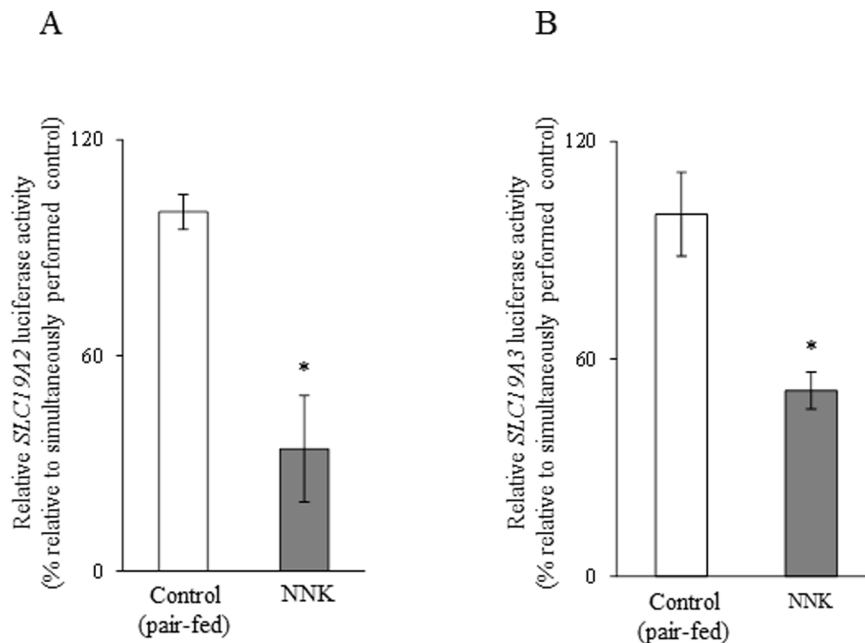 A
Relative SLC19A2 luciferase activity
(% relative to simultaneously performed control)
120
60
0
*
Control
(pair-fed)
NNK
B
Relative SLC19A3 luciferase activity
(% relative to simultaneously performed control)
120
60
0
*
Control
(pair-fed)
NNK